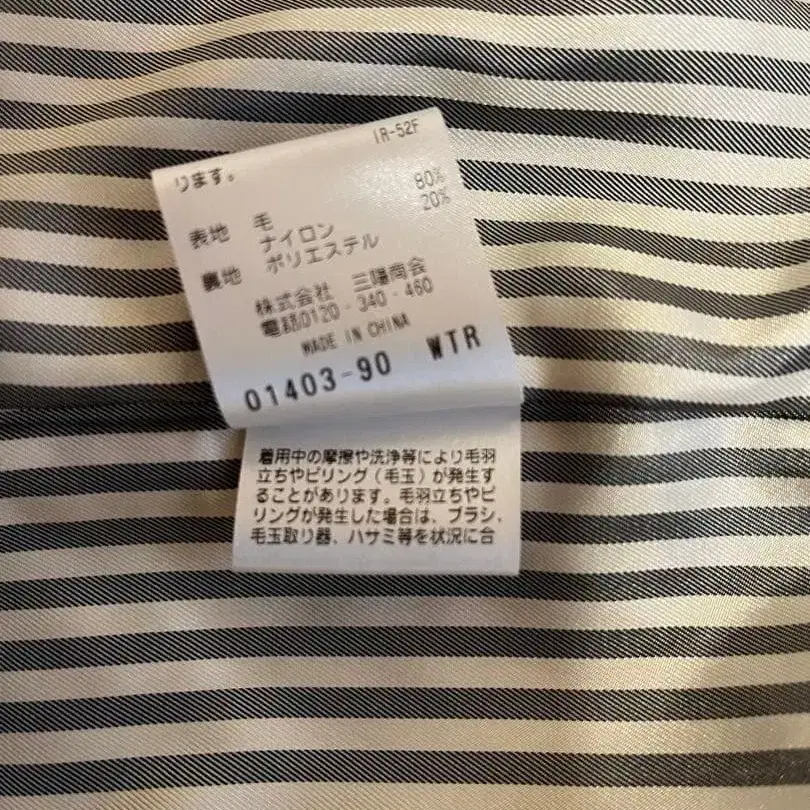 IR-52F
ります。
表地 毛 80%
ナイロン 20%
裏地 ポリエステル
株式会社 三陽商会
電話0120-340-460
MADE IN CHINA
01403-90 WTR
着用中の摩擦や洗浄等により毛羽
立ちやピリング(毛玉)が発生す
ることがあります。毛羽立ちやピ
リングが発生した場合は、ブラシ、
毛玉取り器、ハサミ等を状況に合